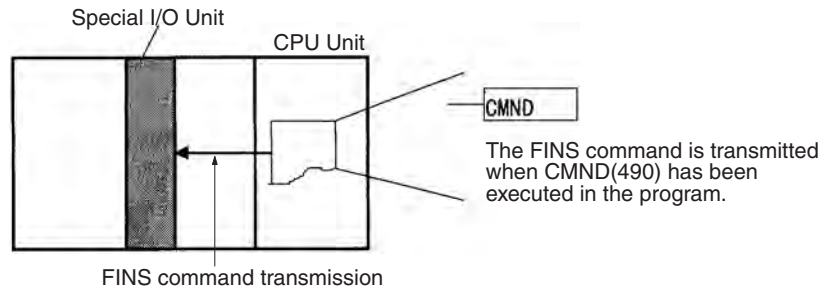 Special I/O Unit
CPU Unit
CMND
The FINS command is transmitted
when CMND(490) has been
executed in the program.
FINS command transmission